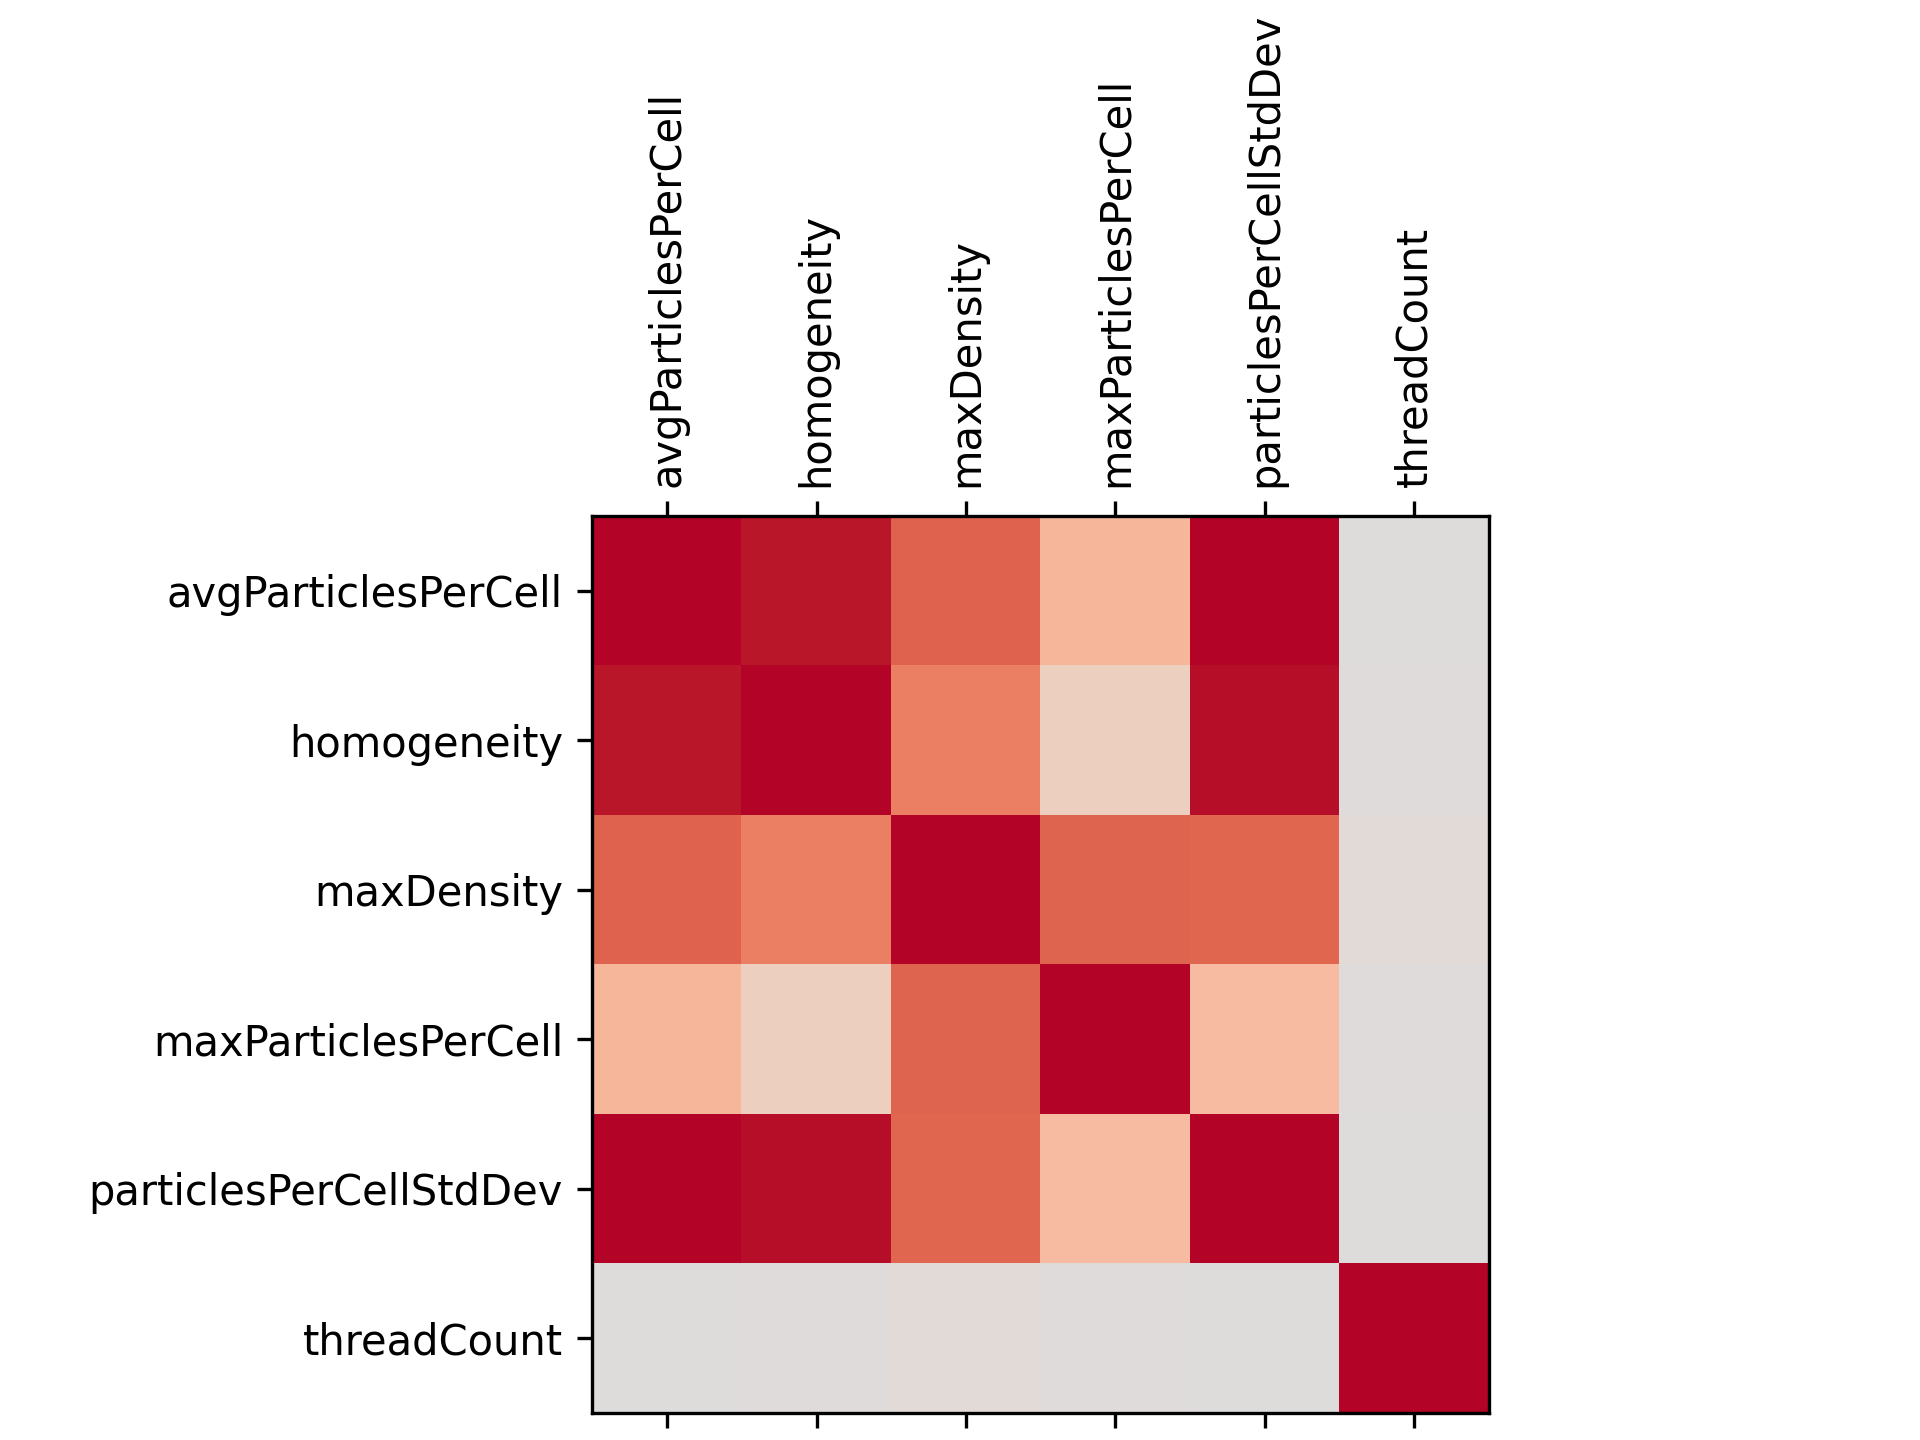 avgParticlesPerCell
homogeneity
maxDensity
maxParticlesPerCell
particlesPerCellStdDev
threadCount
avgParticlesPerCell
homogeneity
maxDensity
maxParticlesPerCell
particlesPerCellStdDev
threadCount